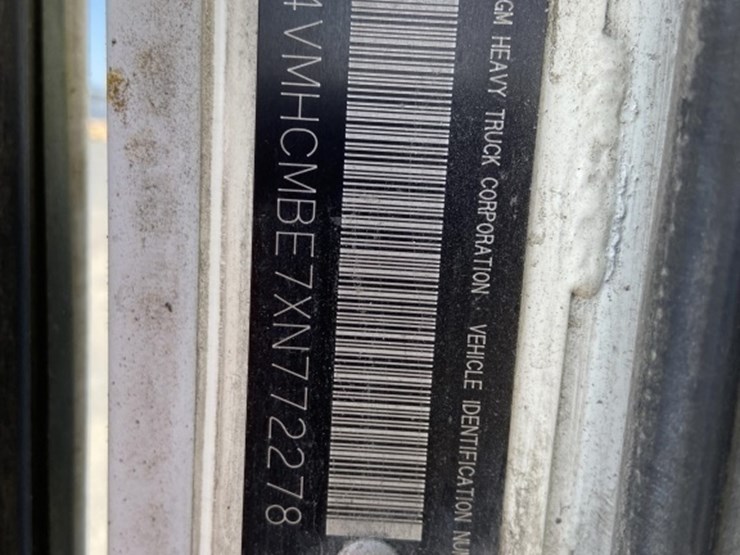 GM HEAVY TRUCK CORPORATION · VEHICLE IDENTIFICATION NU
4VMHCMBE7XN772278